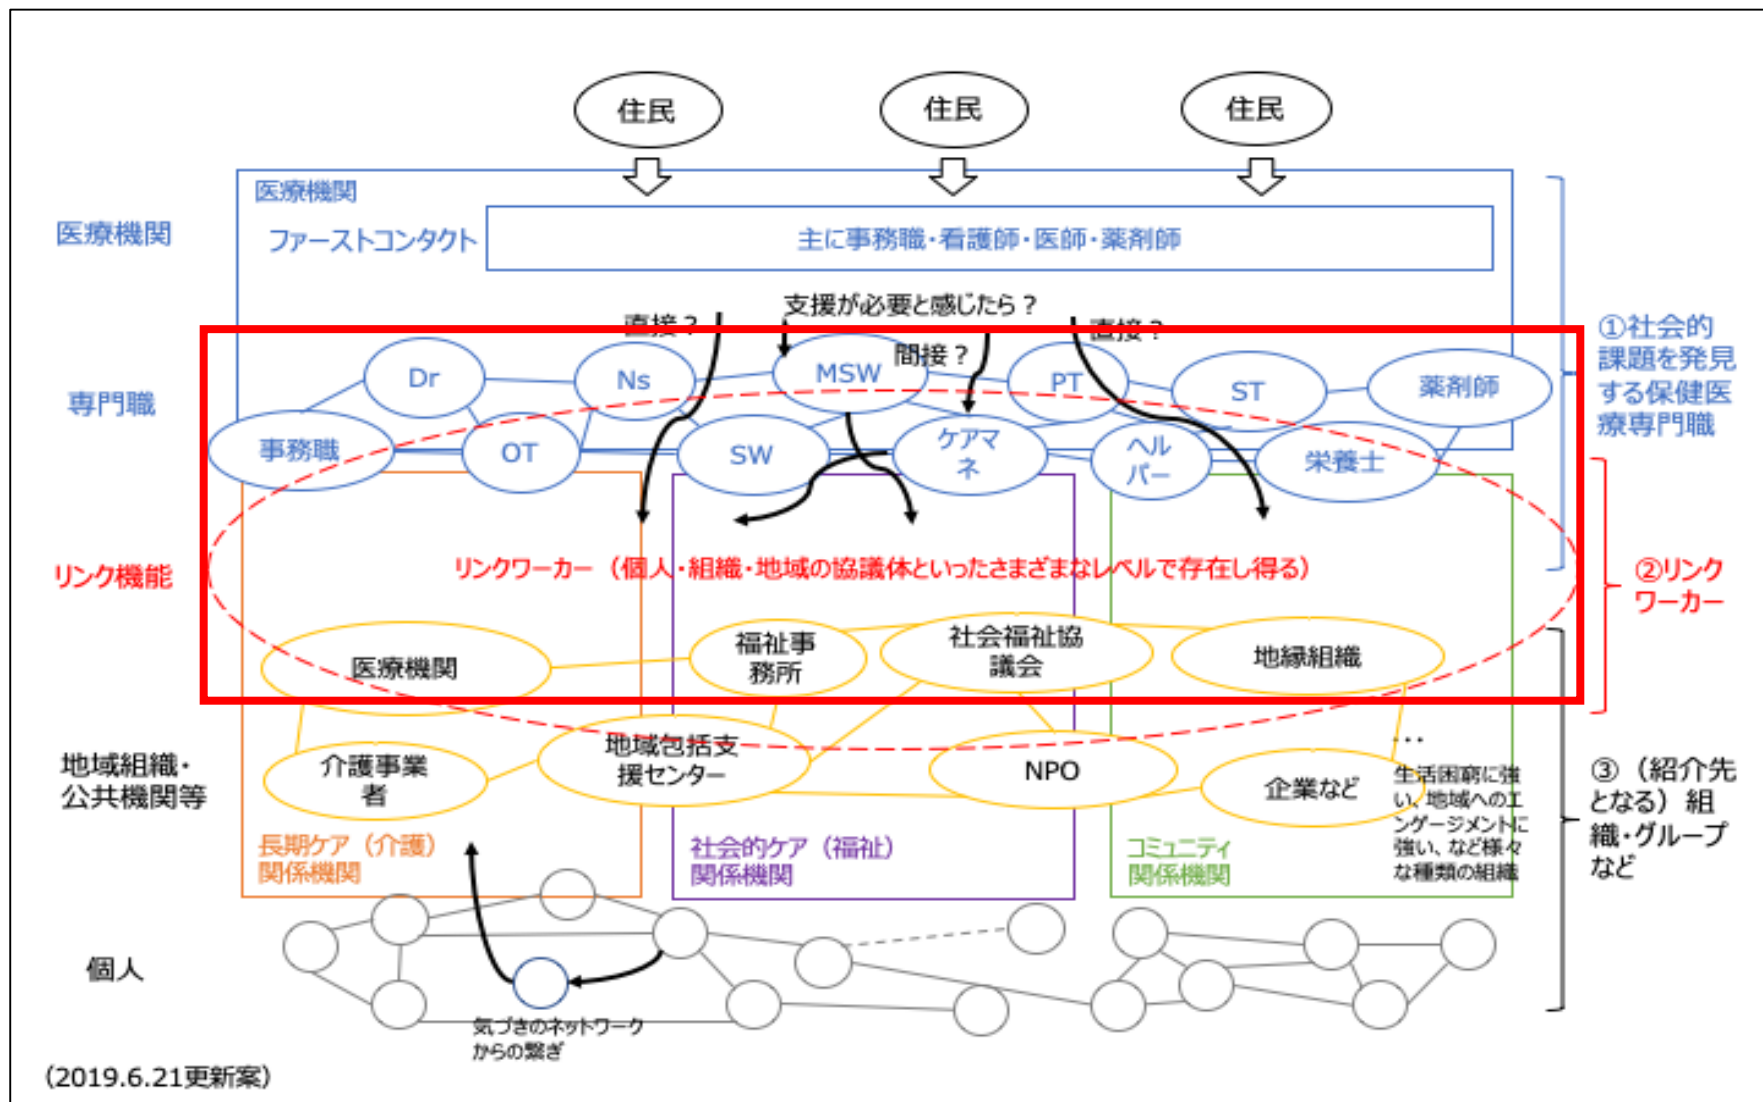 住民
住民
住民
医療機関
医療機関
ファーストコンタクト
主に事務職・看護師・医師・薬剤師
支援が必要と感じたら？
直接？
間接？
直接？
①社会的
課題を発見
する保健医
療専門職
専門職
Dr
Ns
MSW
PT
ST
薬剤師
事務職
OT
SW
ケアマ
ネ
ヘル
パー
栄養士
リンク機能
リンクワーカー（個人・組織・地域の協議体といったさまざまなレベルで存在し得る）
②リンク
ワーカー
医療機関
福祉事
務所
社会福祉協
議会
地縁組織
地域組織・
公共機関等
介護事業
者
地域包括支
援センター
NPO
企業など
…
生活困窮に強
い、地域へのエ
ンゲージメントに
強い、など様々
な種類の組織
③（紹介先
となる）組
織・グループ
など
長期ケア（介護）
関係機関
社会的ケア（福祉）
関係機関
コミュニティ
関係機関
個人
気づきのネットワーク
からの繋ぎ
（2019.6.21更新案）